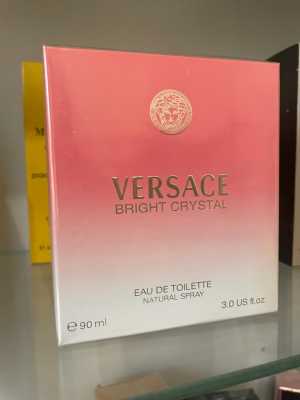 VERSACE
BRIGHT CRYSTAL
EAU DE TOILETTE
NATURAL SPRAY
e 90 ml
3.0 US fl.oz.